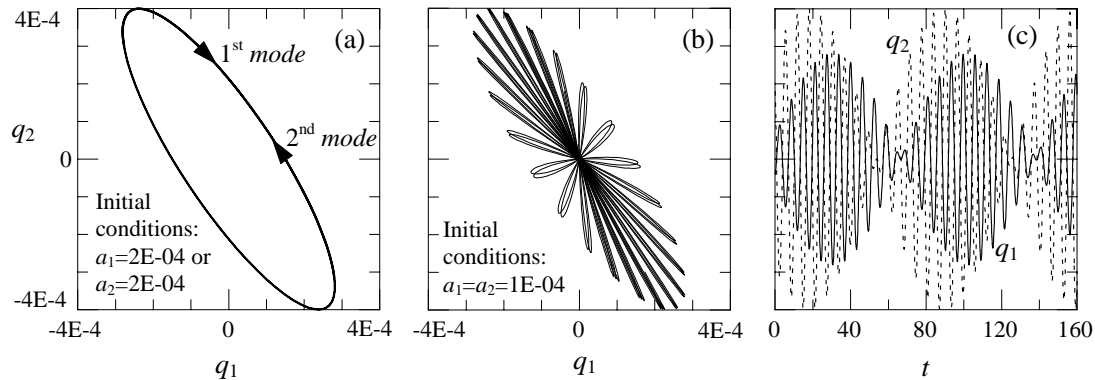 4E-4
q2
0
-4E-4
-4E-4
0
4E-4
q1
(a)
1st mode
2nd mode
Initial
conditions:
a1=2E-04 or
a2=2E-04
(b)
Initial
conditions:
a1=a2=1E-04
-4E-4
0
4E-4
q1
(c)
q2
q1
0
40
80
120
160
t